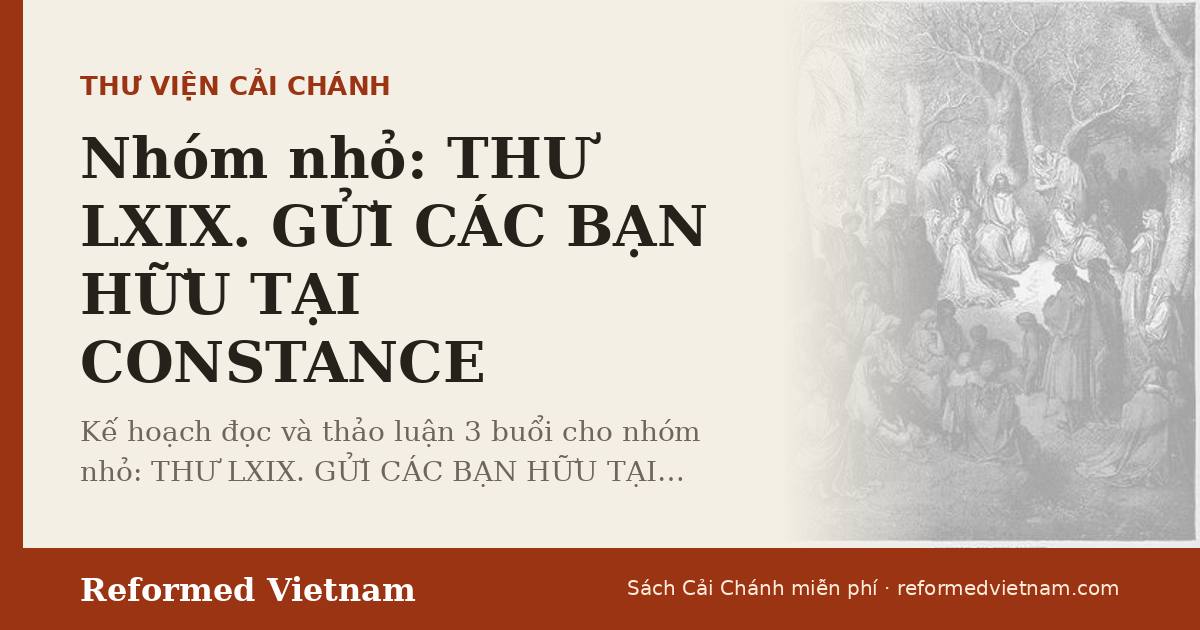 THƯ VIỆN CẢI CHÁNH
Nhóm nhỏ: THƯ
LXIX. GỬI CÁC BẠN
HỮU TẠI
CONSTANCE
Kế hoạch đọc và thảo luận 3 buổi cho nhóm
nhỏ: THƯ LXIX. GỬI CÁC BẠN HỮU TẠI…
Reformed Vietnam
Sách Cải Chánh miễn phí · reformedvietnam.com